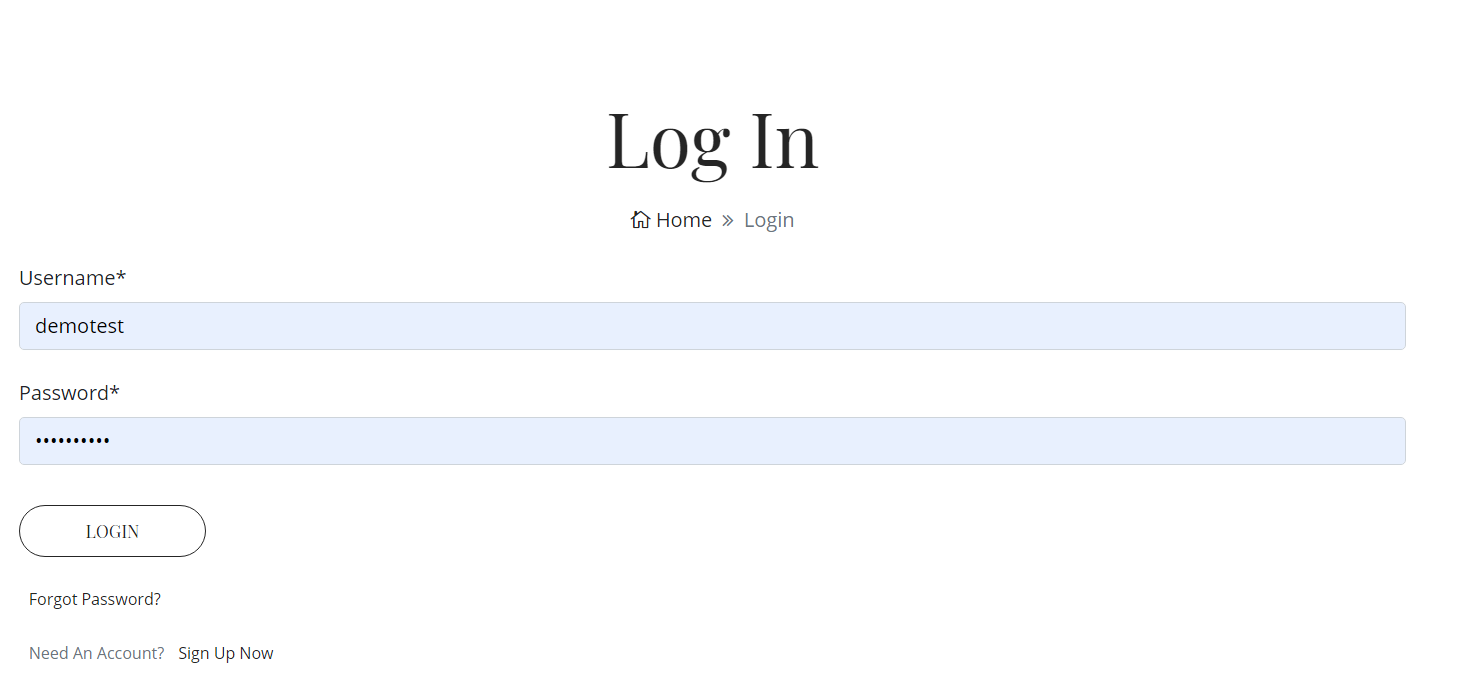 Log In
Home » Login
Username*
demotest
Password*
••••••••••
LOGIN
Forgot Password?
Need An Account? Sign Up Now